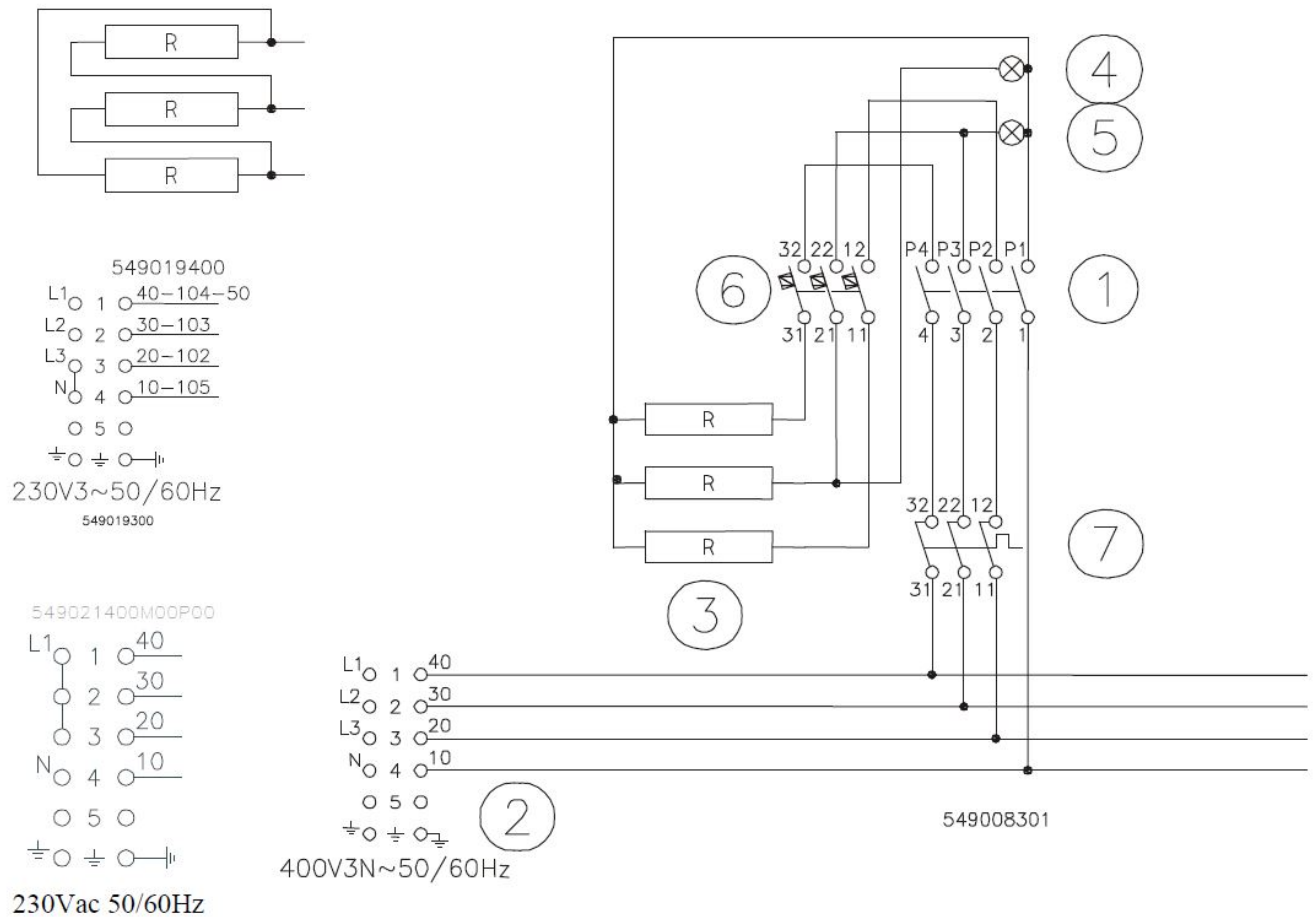 R
R
R
549019400
L1 1 40-104-50
L2 2 30-103
L3 3 20-102
N 4 10-105
5
230V3~50/60Hz
549019300
549021400M00P00
L1 1 40
2 30
3 20
N 4 10
5
230Vac 50/60Hz
4
5
32 22 12 P4 P3 P2 P1
6
1
31 21 11 4 3 2 1
R
R
R
3
32 22 12
7
31 21 11
L1 1 40
L2 2 30
L3 3 20
N 4 10
5
2
400V3N~50/60Hz
549008301